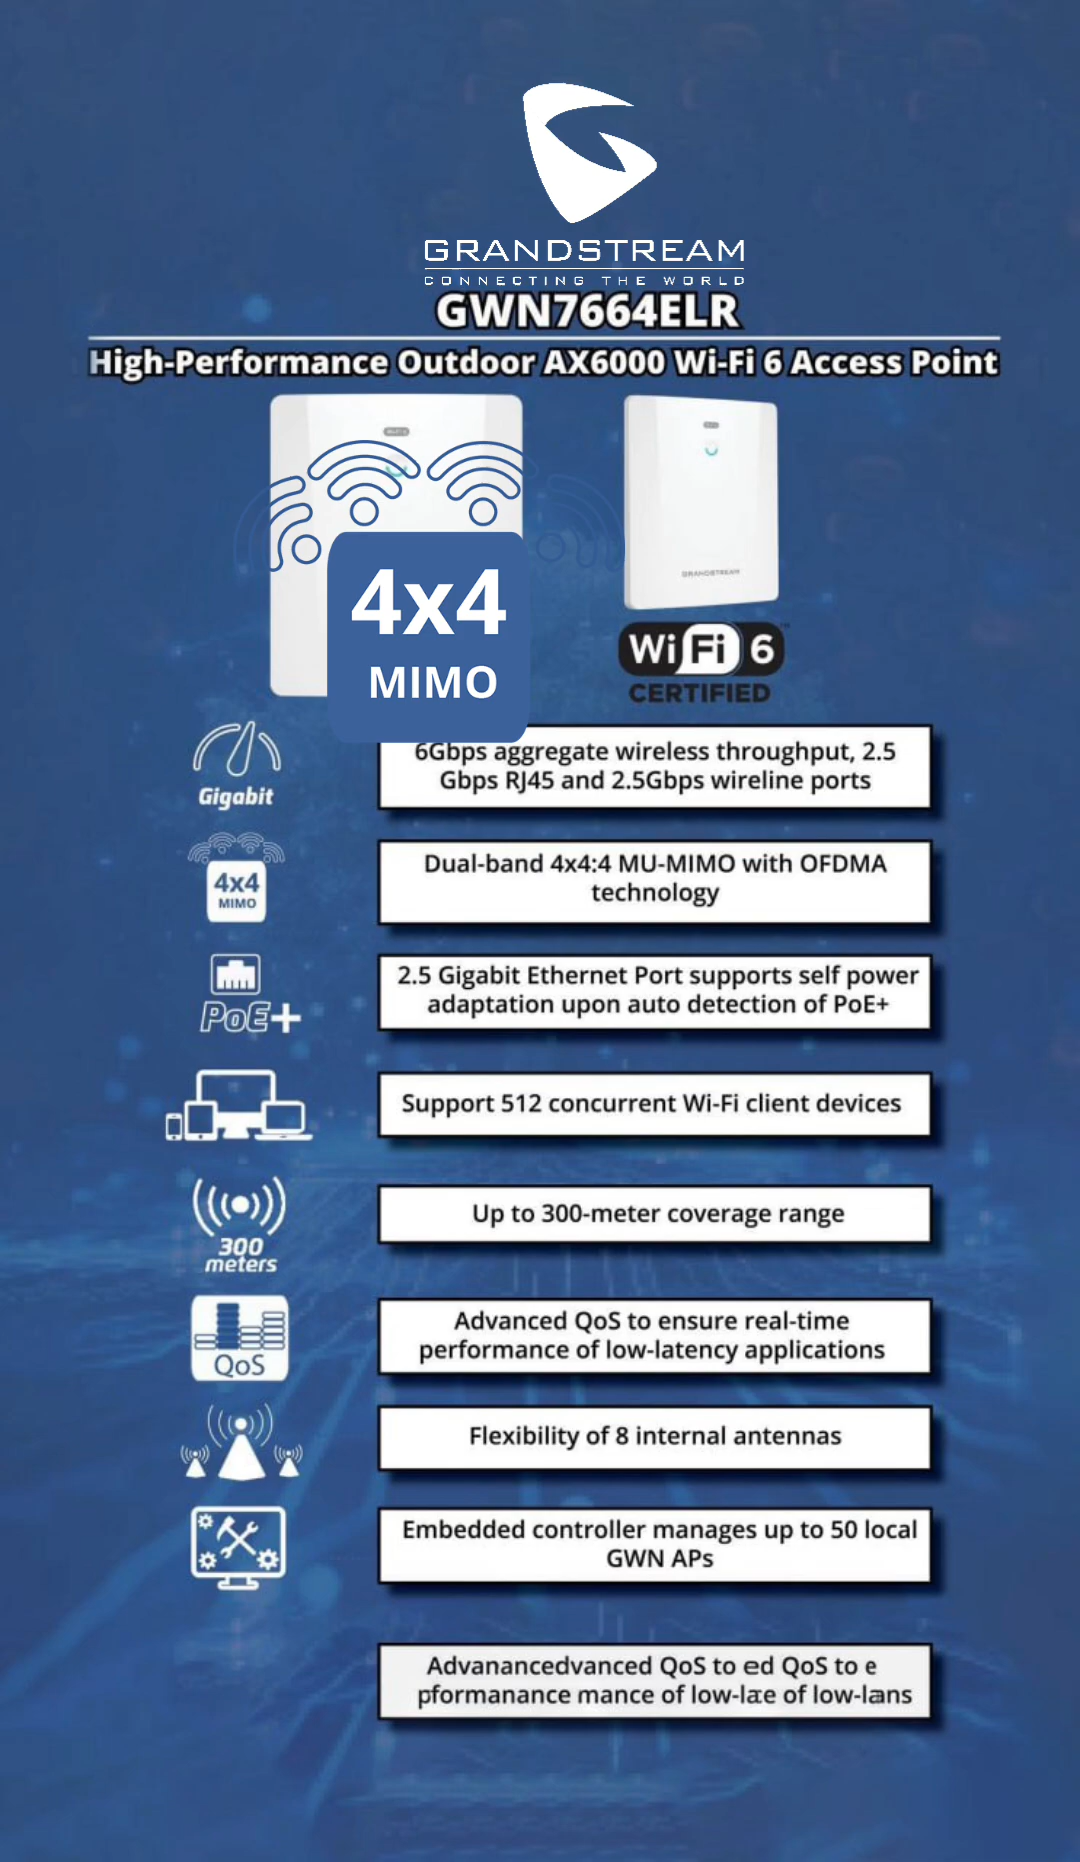 GRANDSTREAM
CONNECTING THE WORLD
GWN7664ELR
High-Performance Outdoor AX6000 Wi-Fi 6 Access Point
4x4
MIMO
GRANDSTREAM
Wi Fi 6
CERTIFIED
Gigabit
6Gbps aggregate wireless throughput, 2.5
Gbps RJ45 and 2.5Gbps wireline ports
4x4
MIMO
Dual-band 4x4:4 MU-MIMO with OFDMA
technology
PoE+
2.5 Gigabit Ethernet Port supports self power
adaptation upon auto detection of PoE+
Support 512 concurrent Wi-Fi client devices
300
meters
Up to 300-meter coverage range
QoS
Advanced QoS to ensure real-time
performance of low-latency applications
Flexibility of 8 internal antennas
Embedded controller manages up to 50 local
GWN APs
Advanancedvanced QoS to ed QoS to e
pformanance mance of low-lae of low-lans